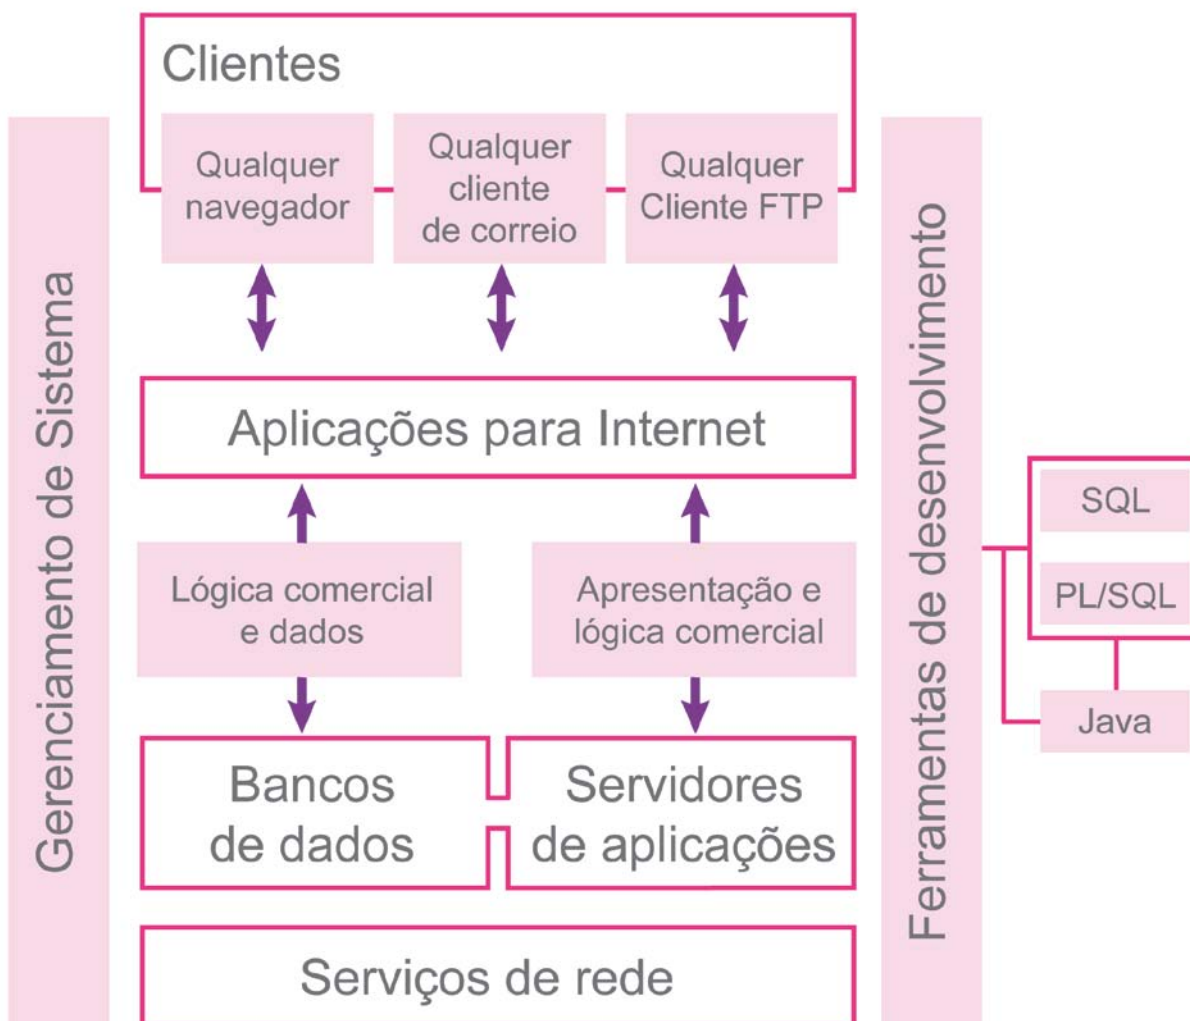 Clientes
Qualquer
navegador
Qualquer
cliente
de correio
Qualquer
Cliente FTP
Gerenciamento de Sistema
Aplicações para Internet
Lógica comercial
e dados
Apresentação e
lógica comercial
Bancos
de dados
Servidores
de aplicações
Serviços de rede
Ferramentas de desenvolvimento
SQL
PL/SQL
Java